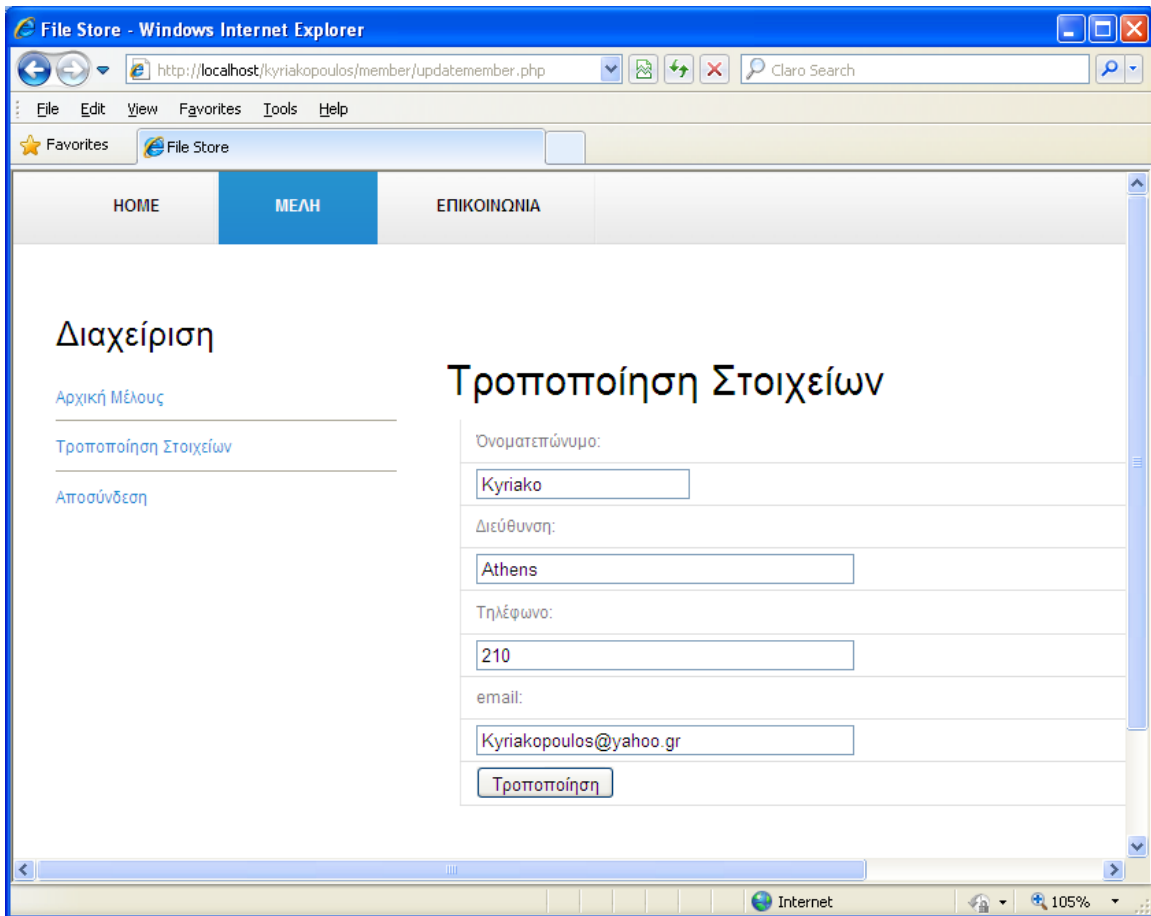 File Store - Windows Internet Explorer
http://localhost/kyriakopoulos/member/updatemember.php
Claro Search
File Edit View Favorites Tools Help
Favorites
File Store
HOME ΜΕΛΗ ΕΠΙΚΟΙΝΩΝΙΑ
Διαχείριση
Αρχική Μέλους
Τροποποίηση Στοιχείων
Αποσύνδεση
Τροποποίηση Στοιχείων
Όνοματεπώνυμο:
Kyriako
Διεύθυνση:
Athens
Τηλέφωνο:
210
email:
Kyriakopoulos@yahoo.gr
Τροποποίηση
Internet
105%